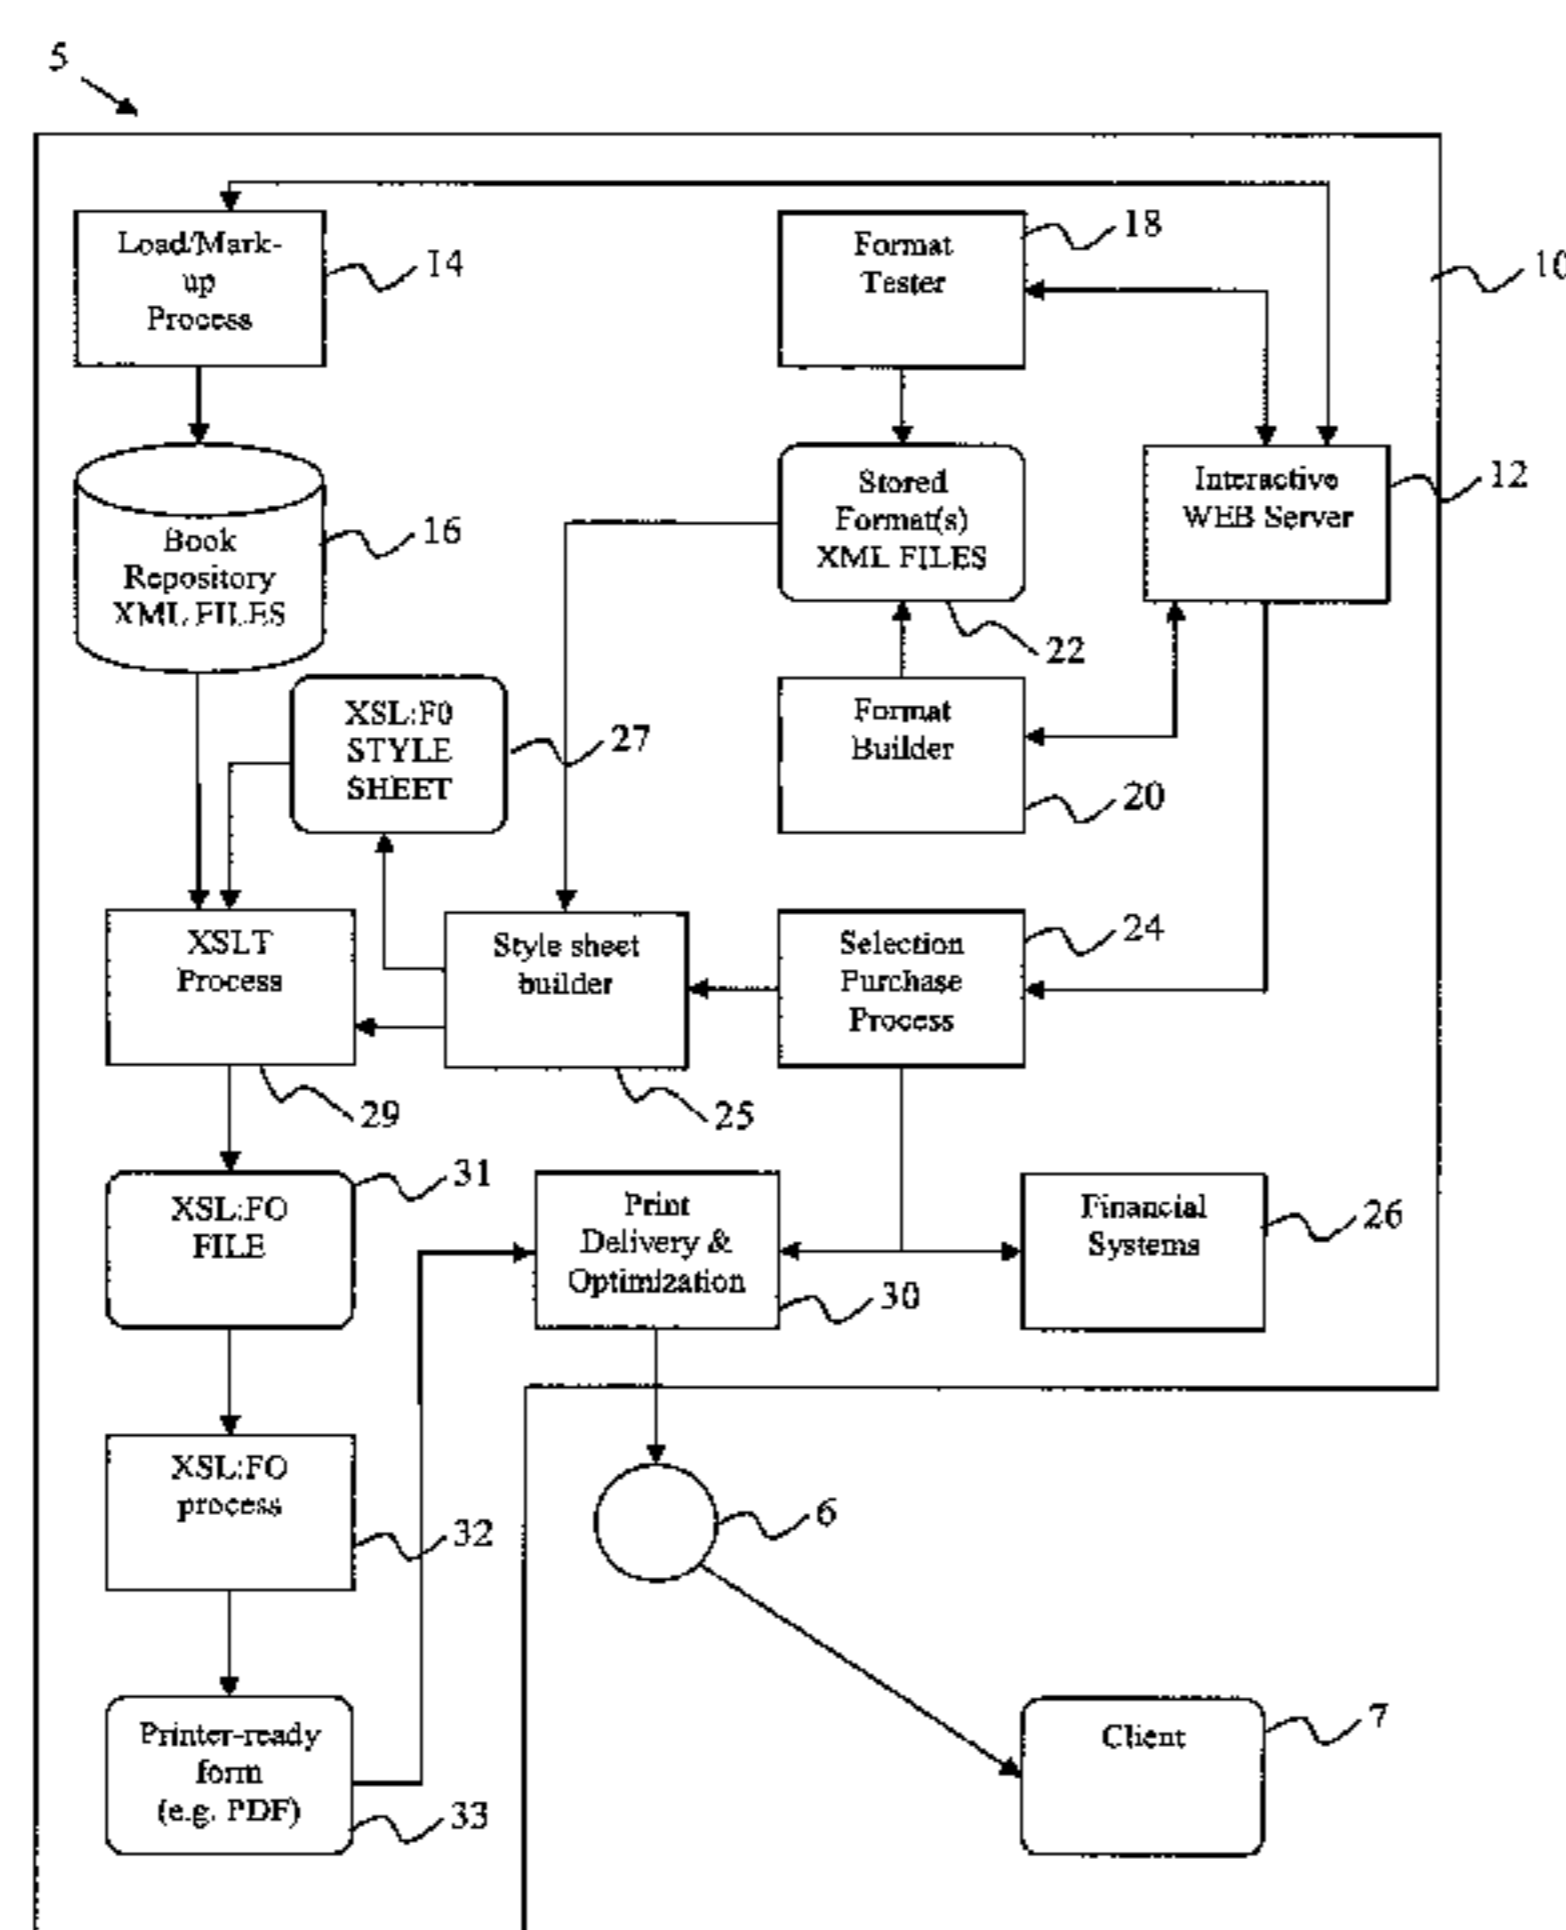 5
Load/Mark-
up
Process
14
Format
Tester
18
10
Book
Repository
XML FILES
16
Stored
Format(s)
XML FILES
22
Interactive
WEB Server
12
XSL:F0
STYLE
SHEET
27
Format
Builder
20
XSLT
Process
29
Style sheet
builder
25
Selection
Purchase
Process
24
XSL:FO
FILE
31
Print
Delivery &
Optimization
30
Financial
Systems
26
XSL:FO
process
32
6
Printer-ready
form
(e.g. PDF)
33
Client
7